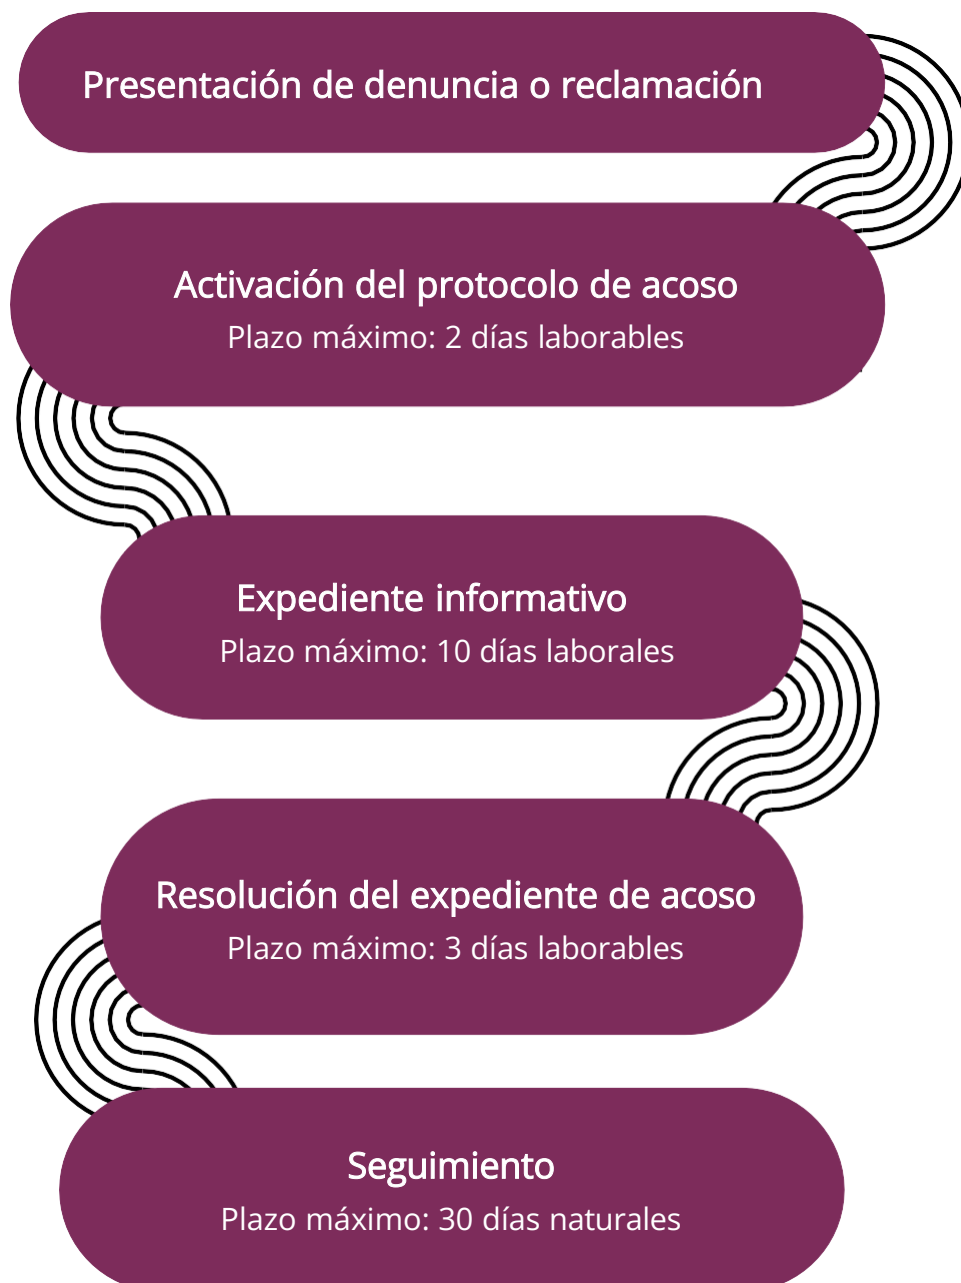 Presentación de denuncia o reclamación
Activación del protocolo de acoso
Plazo máximo: 2 días laborables
Expediente informativo
Plazo máximo: 10 días laborales
Resolución del expediente de acoso
Plazo máximo: 3 días laborables
Seguimiento
Plazo máximo: 30 días naturales